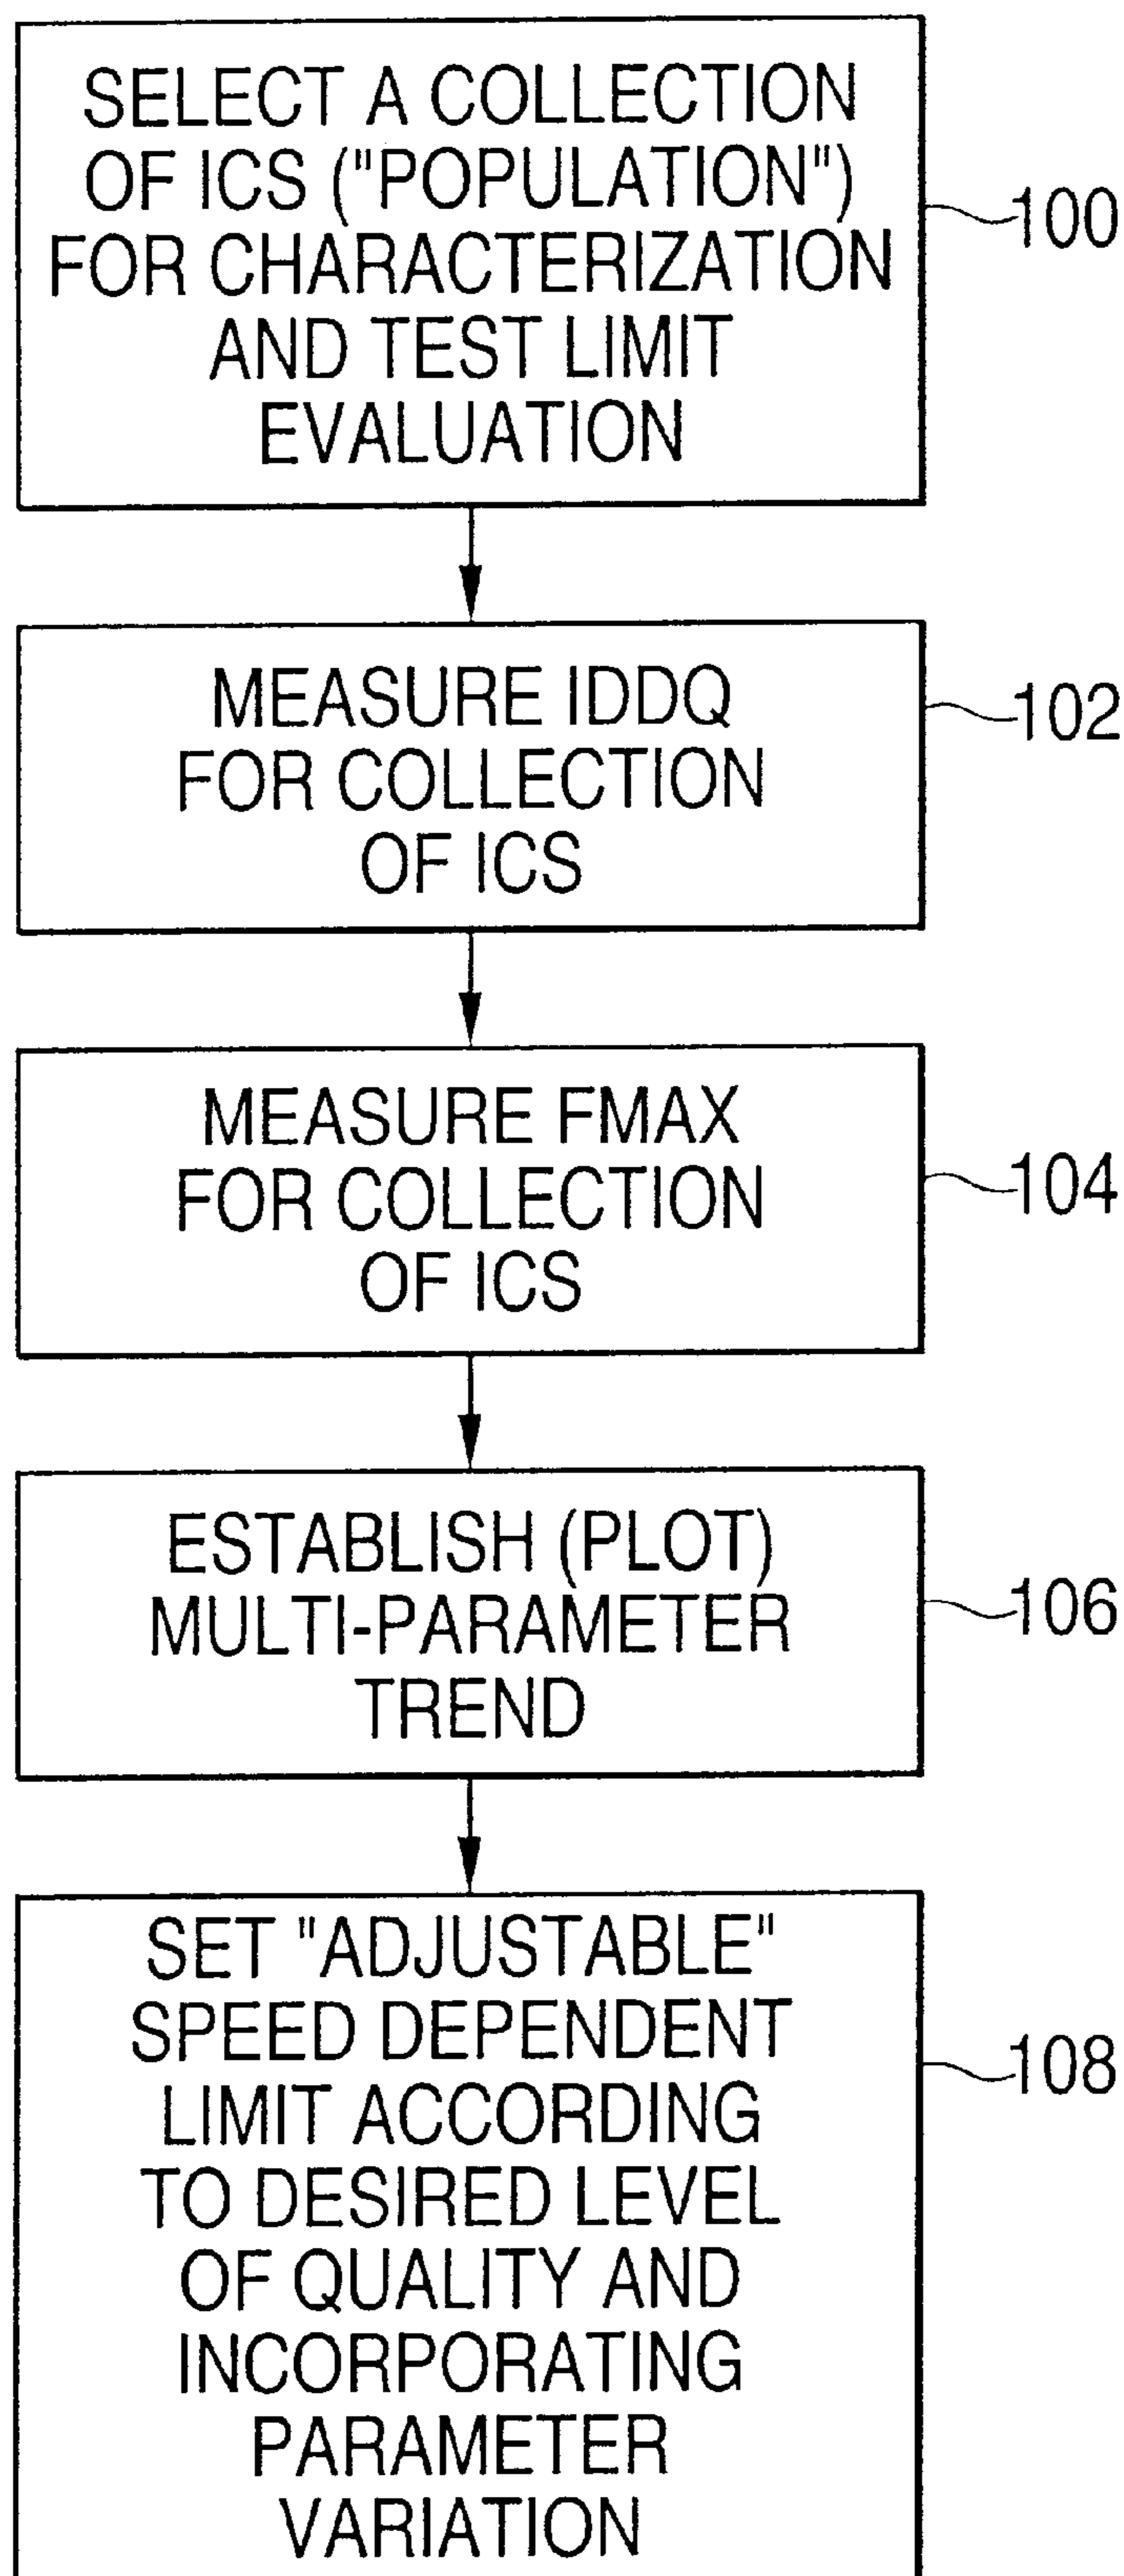 SELECT A COLLECTION
OF ICS ("POPULATION")
FOR CHARACTERIZATION
AND TEST LIMIT
EVALUATION
100
MEASURE IDDQ
FOR COLLECTION
OF ICS
102
MEASURE FMAX
FOR COLLECTION
OF ICS
104
ESTABLISH (PLOT)
MULTI-PARAMETER
TREND
106
SET "ADJUSTABLE"
SPEED DEPENDENT
LIMIT ACCORDING
TO DESIRED LEVEL
OF QUALITY AND
INCORPORATING
PARAMETER
VARIATION
108